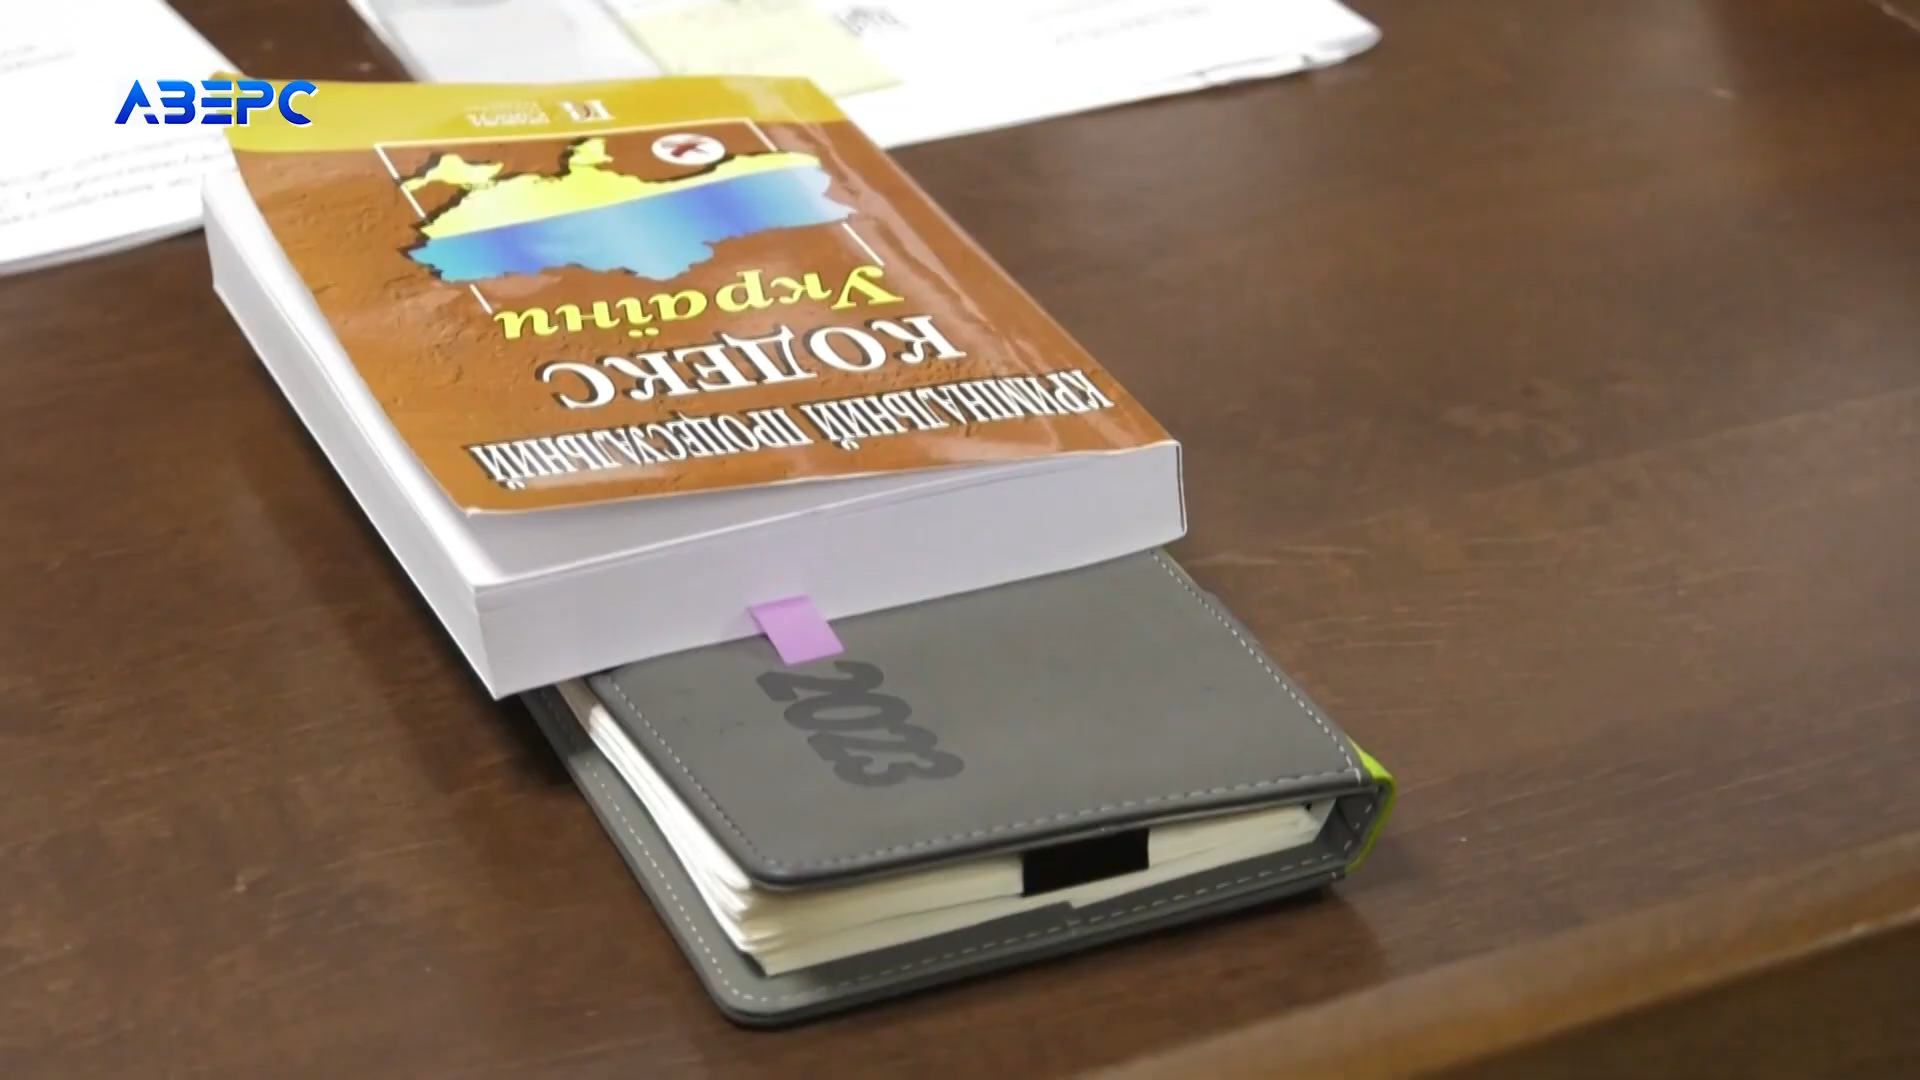 АВЕРС
КРИМІНАЛЬНИЙ ПРОЦЕСУАЛЬНИЙ
КОДЕКС
України
2023